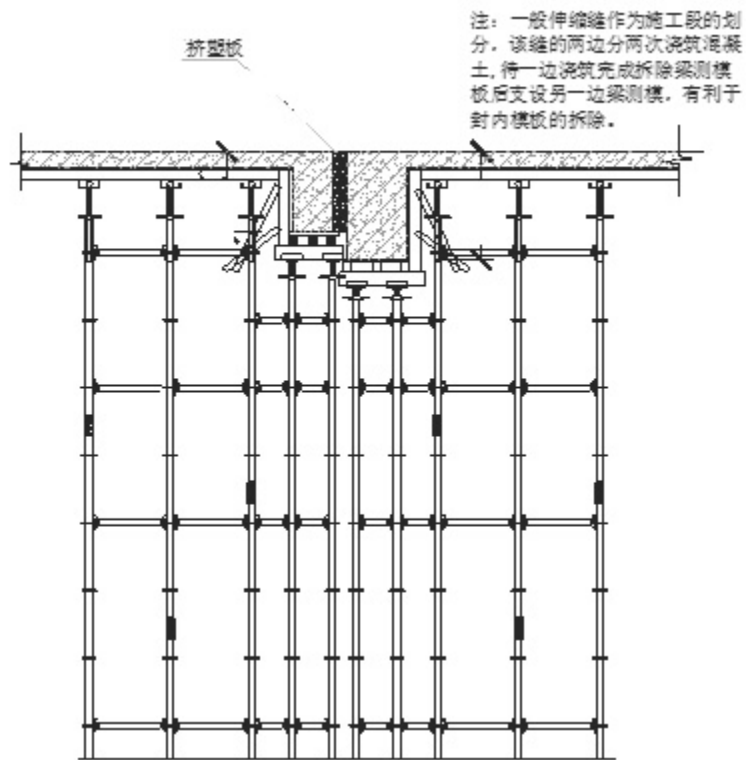 注：一般伸缩缝作为施工段的划
分，该缝的两边分两次浇筑混凝
土，待一边浇筑完成拆除梁测模
板后支设另一边梁测模，有利于
封内模板的拆除。
挤塑板